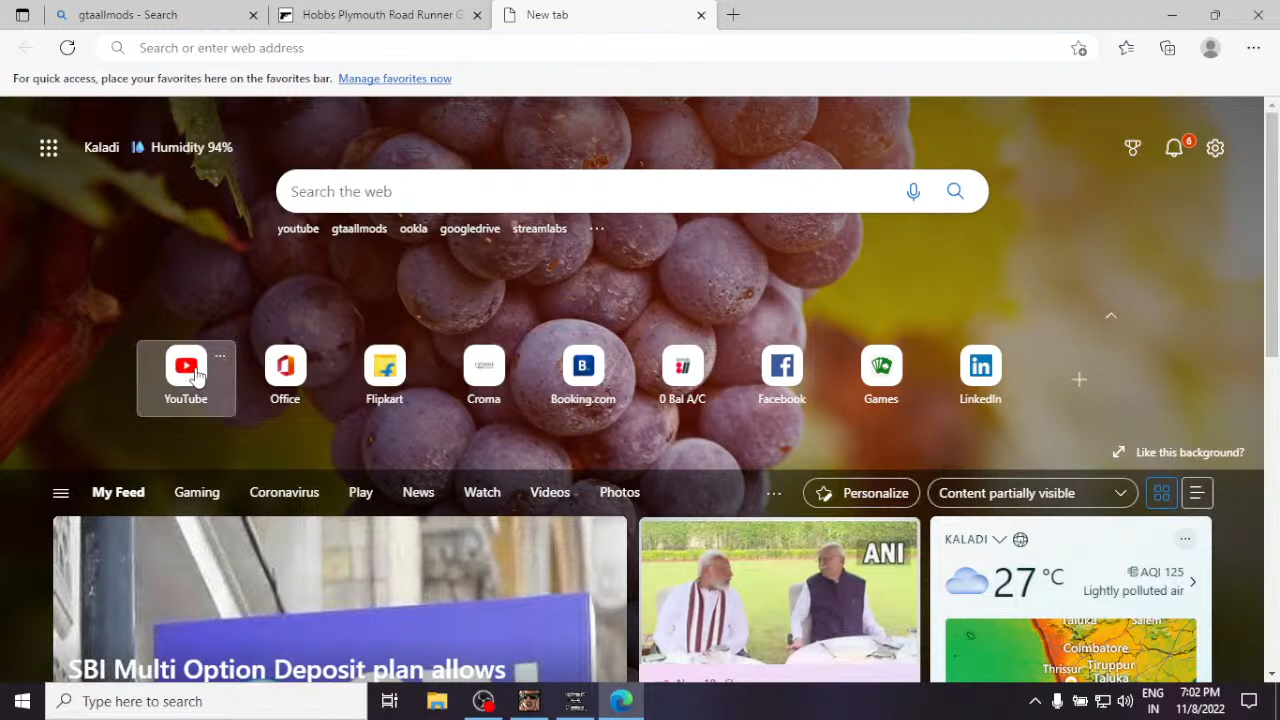 gtaallmods - Search
Hobbs Plymouth Road Runner G
New tab
Search or enter web address
For quick access, place your favorites here on the favorites bar. Manage favorites now
Kaladi Humidity 94%
6
Search the web
youtube gtaallmods ookla googledrive streamlabs
B.
YouTube Office Flipkart Croma Booking.com 0 Bal A/C Facebook Games LinkedIn
Like this background?
My Feed Gaming Coronavirus Play News Watch Videos Photos
Personalize
Content partially visible
SBI Multi Option Deposit plan allows
ANI
KALADI
27 °C
AQI 125
Lightly polluted air
Taluka Salem
Coimbatore
Thrissur Tiruppur
Taluka
Type here to search
ENG
IN
7:02 PM
11/8/2022